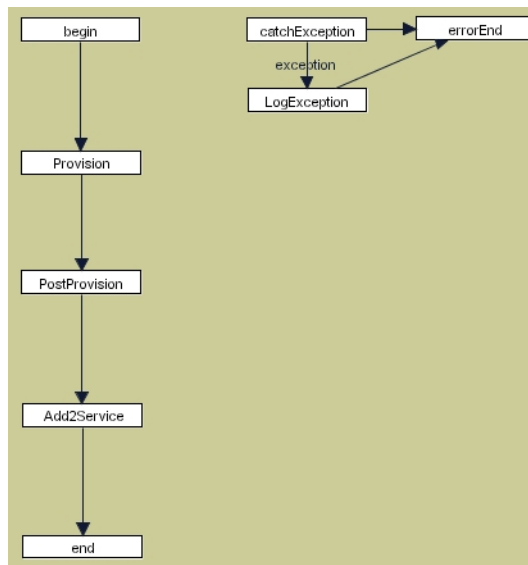 begin
catchException
errorEnd
exception
LogException
Provision
PostProvision
Add2Service
end